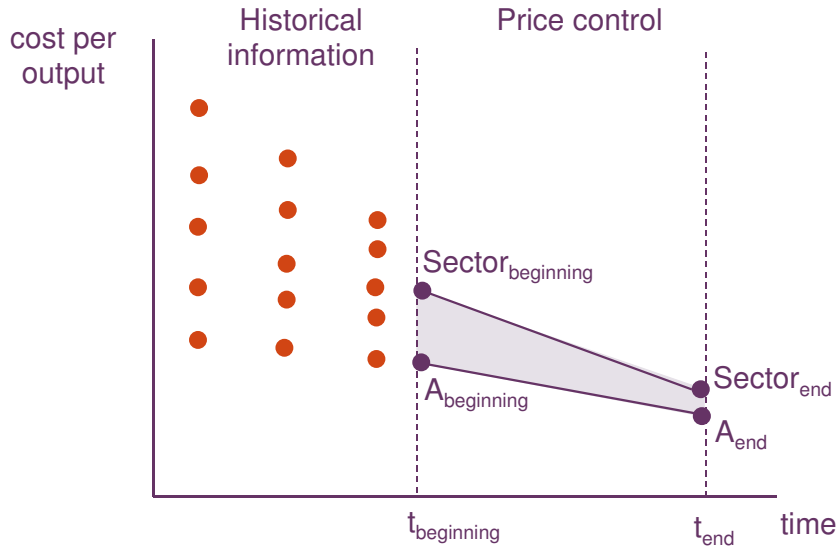 cost per
output
Historical
information
Price control
Sector_beginning
A_beginning
Sector_end
A_end
t_beginning
t_end
time